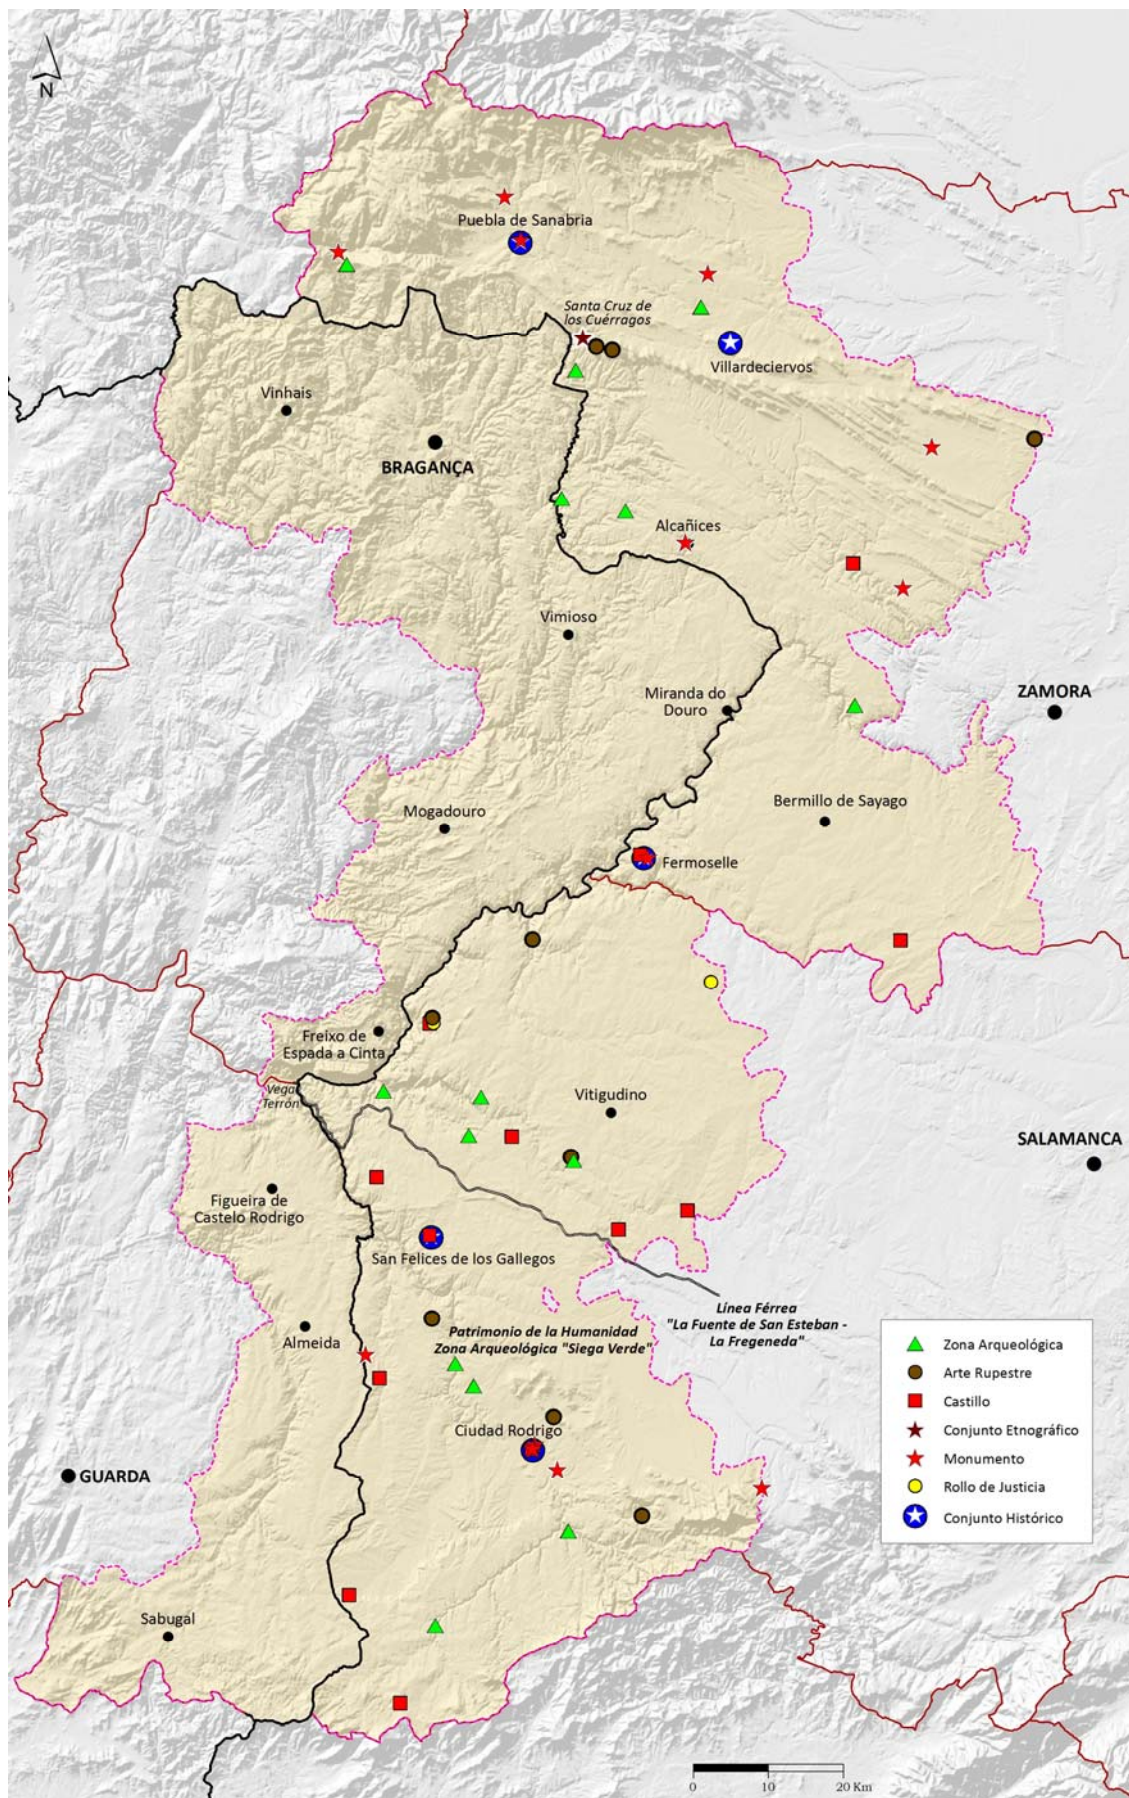 N
Puebla de Sanabria
Santa Cruz de
los Cuérragos
Villardeciervos
Vinhais
BRAGANÇA
Alcañices
Vimioso
Miranda do
Douro
ZAMORA
Mogadouro
Bermillo de Sayago
Fermoselle
Freixo de
Espada a Cinta
Vega
Terrón
Vitigudino
SALAMANCA
Figueira de
Castelo Rodrigo
San Felices de los Gallegos
Línea Férrea
"La Fuente de San Esteban -
La Fregeneda"
Almeida
Patrimonio de la Humanidad
Zona Arqueológica "Siega Verde"
Ciudad Rodrigo
GUARDA
Sabugal
Zona Arqueológica
Arte Rupestre
Castillo
Conjunto Etnográfico
Monumento
Rollo de Justicia
Conjunto Histórico
0 10 20 Km